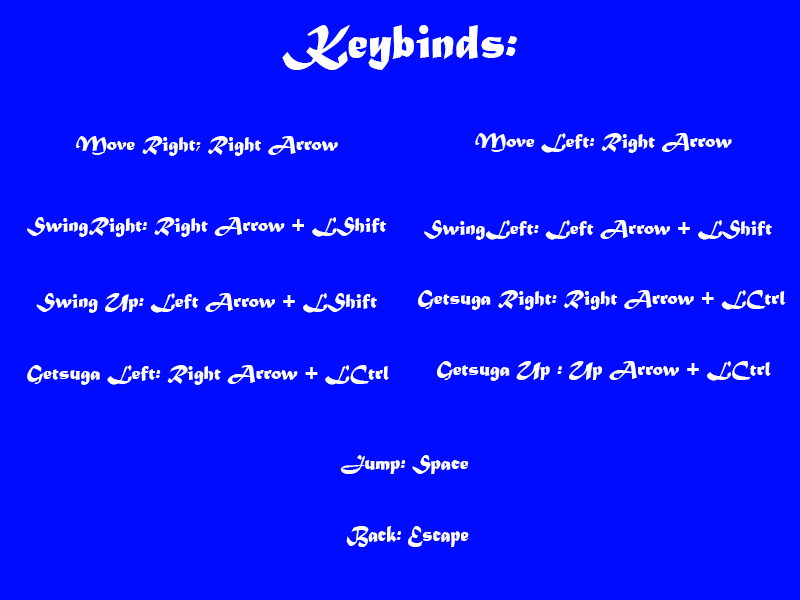 Keybinds:
Move Right; Right Arrow
Move Left: Right Arrow
SwingRight: Right Arrow + LShift
SwingLeft: Left Arrow + LShift
Swing Up: Left Arrow + LShift
Getsuga Right: Right Arrow + LCtrl
Getsuga Left: Right Arrow + LCtrl
Getsuga Up : Up Arrow + LCtrl
Jump: Space
Back: Escape